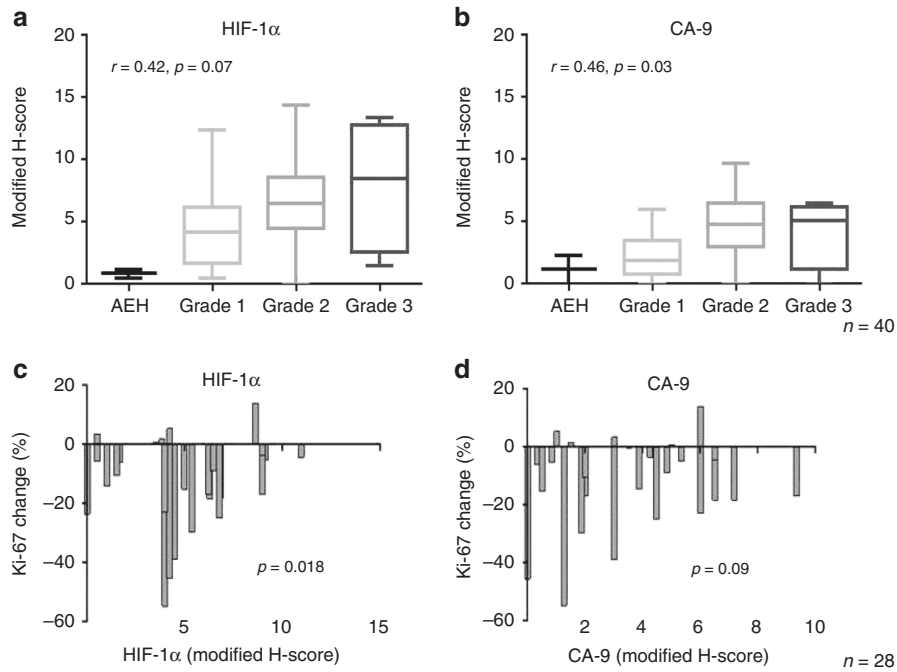 a
HIF-1α
20
15
10
5
0
Modified H-score
r = 0.42, p = 0.07
AEH Grade 1 Grade 2 Grade 3
b
CA-9
20
15
10
5
0
Modified H-score
r = 0.46, p = 0.03
AEH Grade 1 Grade 2 Grade 3
n = 40
c
HIF-1α
20
0
−20
−40
−60
Ki-67 change (%)
p = 0.018
5 10 15
HIF-1α (modified H-score)
d
CA-9
20
0
−20
−40
−60
Ki-67 change (%)
p = 0.09
2 4 6 8 10
CA-9 (modified H-score)
n = 28